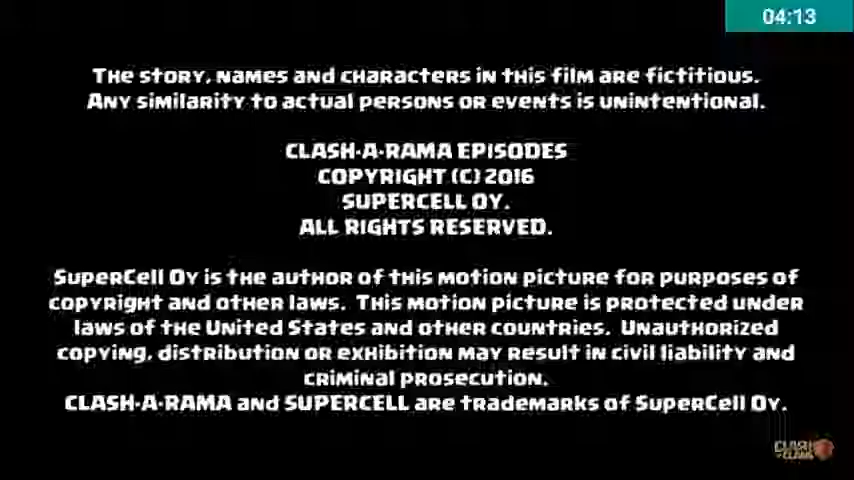 04:13
The story, names and characters in this film are fictitious.
Any similarity to actual persons or events is unintentional.
CLASH-A-RAMA EPISODES
COPYRIGHT (C) 2016
SUPERCELL OY.
ALL RIGHTS RESERVED.
SuperCell Oy is the author of this motion picture for purposes of
copyright and other laws. This motion picture is protected under
laws of the United States and other countries. Unauthorized
copying, distribution or exhibition may result in civil liability and
criminal prosecution.
CLASH-A-RAMA and SUPERCELL are trademarks of SuperCell Oy.
CLASH
OF CLANS